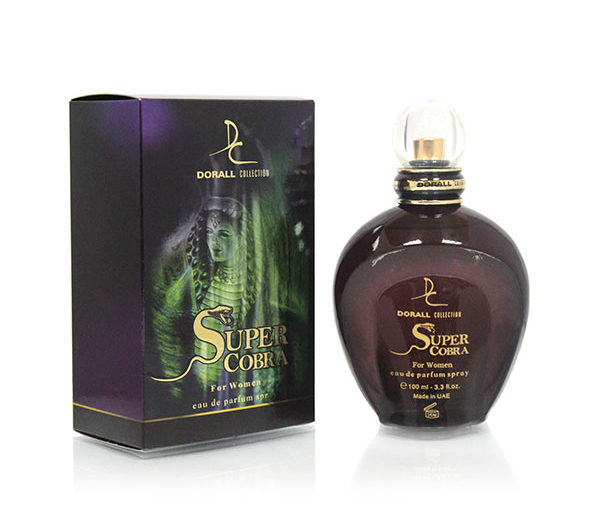 DC
DORALL COLLECTION
SUPER
COBRA
For Women
eau de parfum spr
DORALL
DC
DORALL COLLECTION
SUPER
COBRA
For Women
eau de parfum spray
℮ 100 ml - 3.3 fl.oz.
Made in UAE